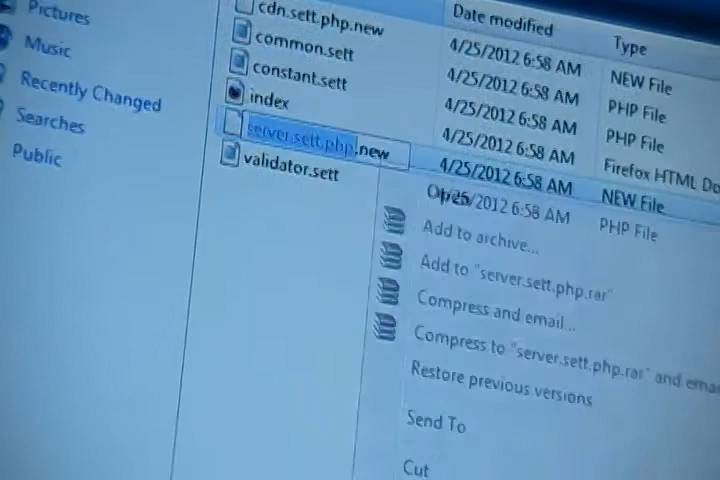 Pictures
Music
Recently Changed
Searches
Public
Date modified
Type
cdn.sett.php.new
4/25/2012 6:58 AM
NEW File
common.sett
4/25/2012 6:58 AM
PHP File
constant.sett
4/25/2012 6:58 AM
PHP File
index
4/25/2012 6:58 AM
Firefox HTML Do
server.sett.php.new
4/25/2012 6:58 AM
NEW File
validator.sett
/2012 6:58 AM
PHP File
Add to archive...
Add to "server.sett.php.rar"
Compress and email...
Compress to "server.sett.php.rar" and emai
Restore previous versions
Send To
Cut